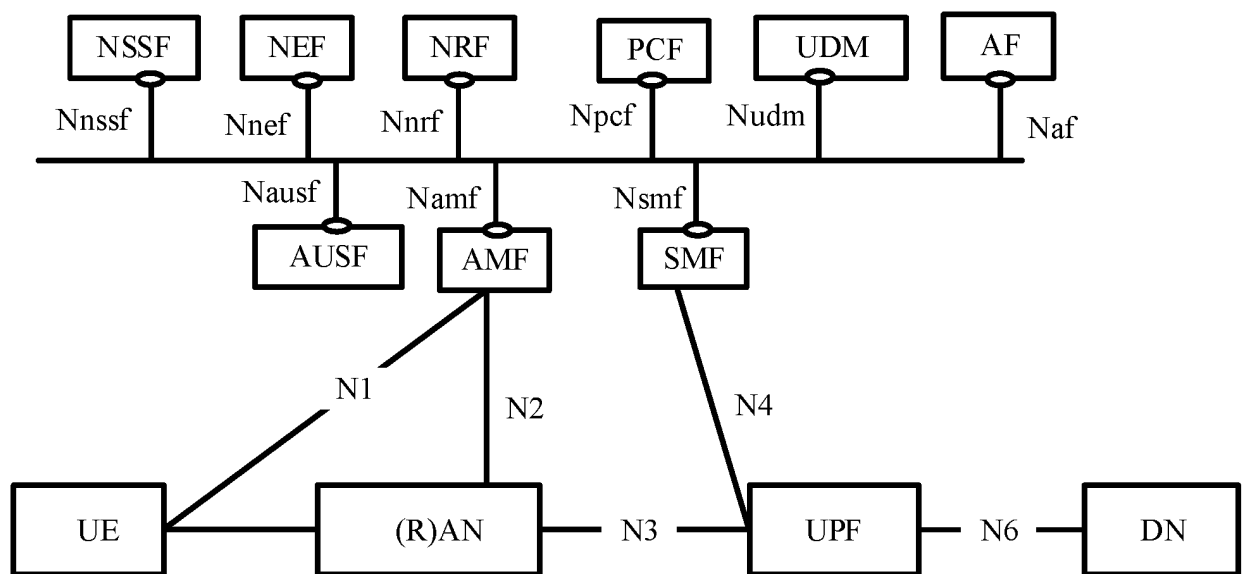 NSSF NEF NRF PCF UDM AF
Nnssf Nnef Nnrf Npcf Nudm Naf
Nausf Namf Nsmf
AUSF AMF SMF
N1 N2 N4
UE (R)AN N3 UPF N6 DN